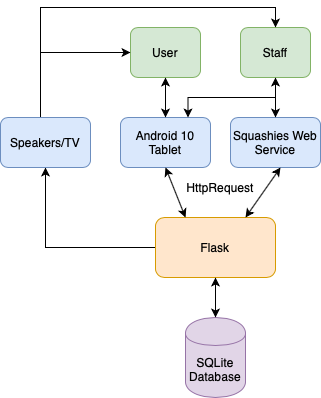 User
Staff
Speakers/TV
Android 10
Tablet
Squashies Web
Service
HttpRequest
Flask
SQLite
Database